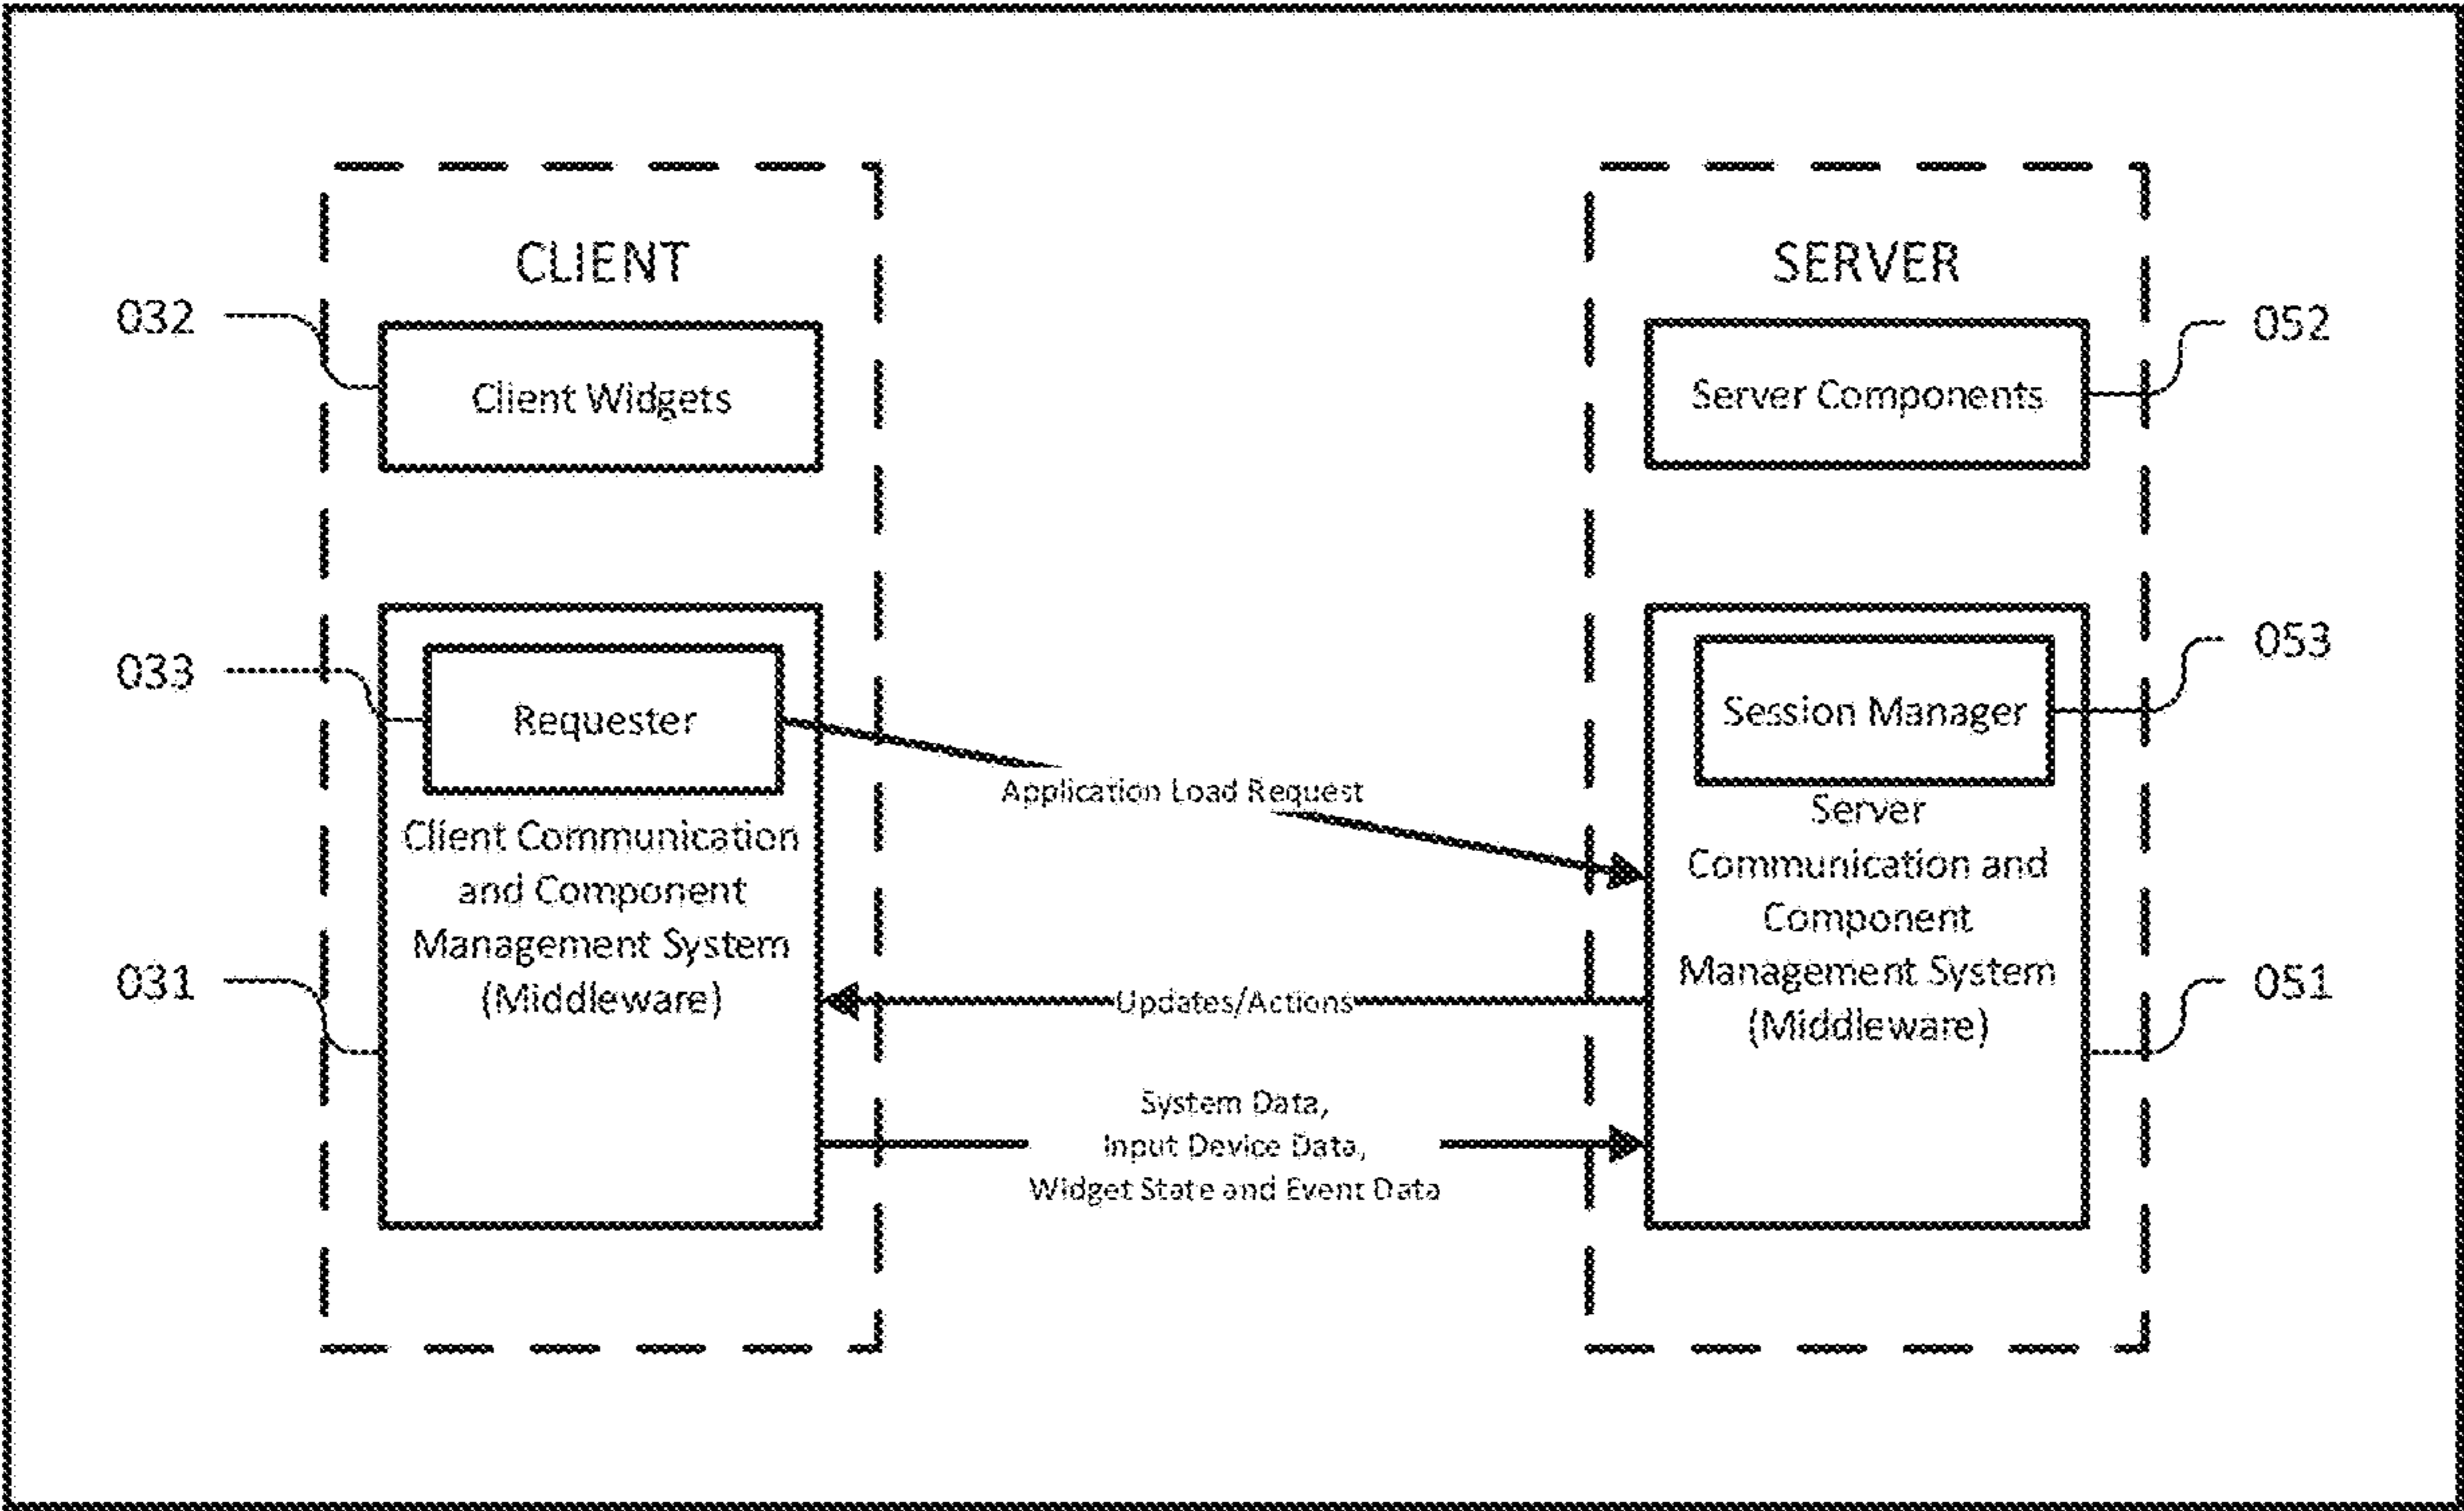 CLIENT
032
Client Widgets
033
Requester
Client Communication
and Component
Management System
(Middleware)
031
Application Load Request
Updates/Actions
System Data,
Input Device Data,
Widget State and Event Data
SERVER
052
Server Components
053
Session Manager
Server
Communication and
Component
Management System
(Middleware)
051